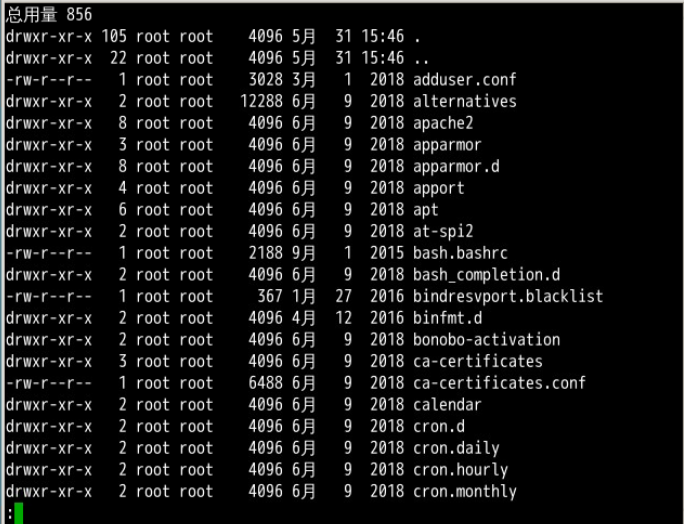 总用量 856
drwxr-xr-x 105 root root    4096 5月  31 15:46 .
drwxr-xr-x  22 root root    4096 5月  31 15:46 ..
-rw-r--r--   1 root root    3028 3月   1  2018 adduser.conf
drwxr-xr-x   2 root root   12288 6月   9  2018 alternatives
drwxr-xr-x   8 root root    4096 6月   9  2018 apache2
drwxr-xr-x   3 root root    4096 6月   9  2018 apparmor
drwxr-xr-x   8 root root    4096 6月   9  2018 apparmor.d
drwxr-xr-x   4 root root    4096 6月   9  2018 apport
drwxr-xr-x   6 root root    4096 6月   9  2018 apt
drwxr-xr-x   2 root root    4096 6月   9  2018 at-spi2
-rw-r--r--   1 root root    2188 9月   1  2015 bash.bashrc
drwxr-xr-x   2 root root    4096 6月   9  2018 bash_completion.d
-rw-r--r--   1 root root     367 1月  27  2016 bindresvport.blacklist
drwxr-xr-x   2 root root    4096 4月  12  2016 binfmt.d
drwxr-xr-x   2 root root    4096 6月   9  2018 bonobo-activation
drwxr-xr-x   3 root root    4096 6月   9  2018 ca-certificates
-rw-r--r--   1 root root    6488 6月   9  2018 ca-certificates.conf
drwxr-xr-x   2 root root    4096 6月   9  2018 calendar
drwxr-xr-x   2 root root    4096 6月   9  2018 cron.d
drwxr-xr-x   2 root root    4096 6月   9  2018 cron.daily
drwxr-xr-x   2 root root    4096 6月   9  2018 cron.hourly
drwxr-xr-x   2 root root    4096 6月   9  2018 cron.monthly
: